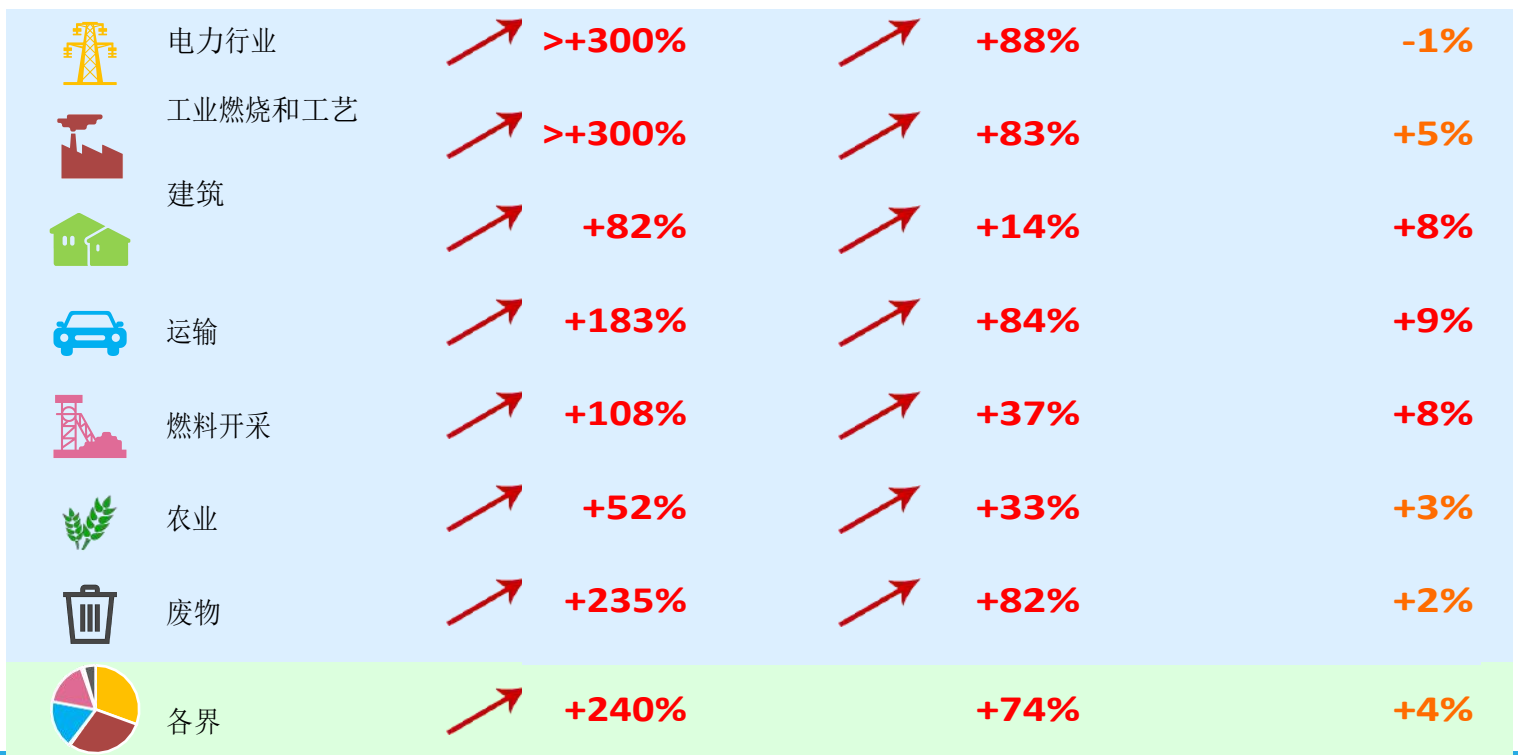 电力行业 >+300% +88% -1%
工业燃烧和工艺 >+300% +83% +5%
建筑 +82% +14% +8%
运输 +183% +84% +9%
燃料开采 +108% +37% +8%
农业 +52% +33% +3%
废物 +235% +82% +2%
各界 +240% +74% +4%